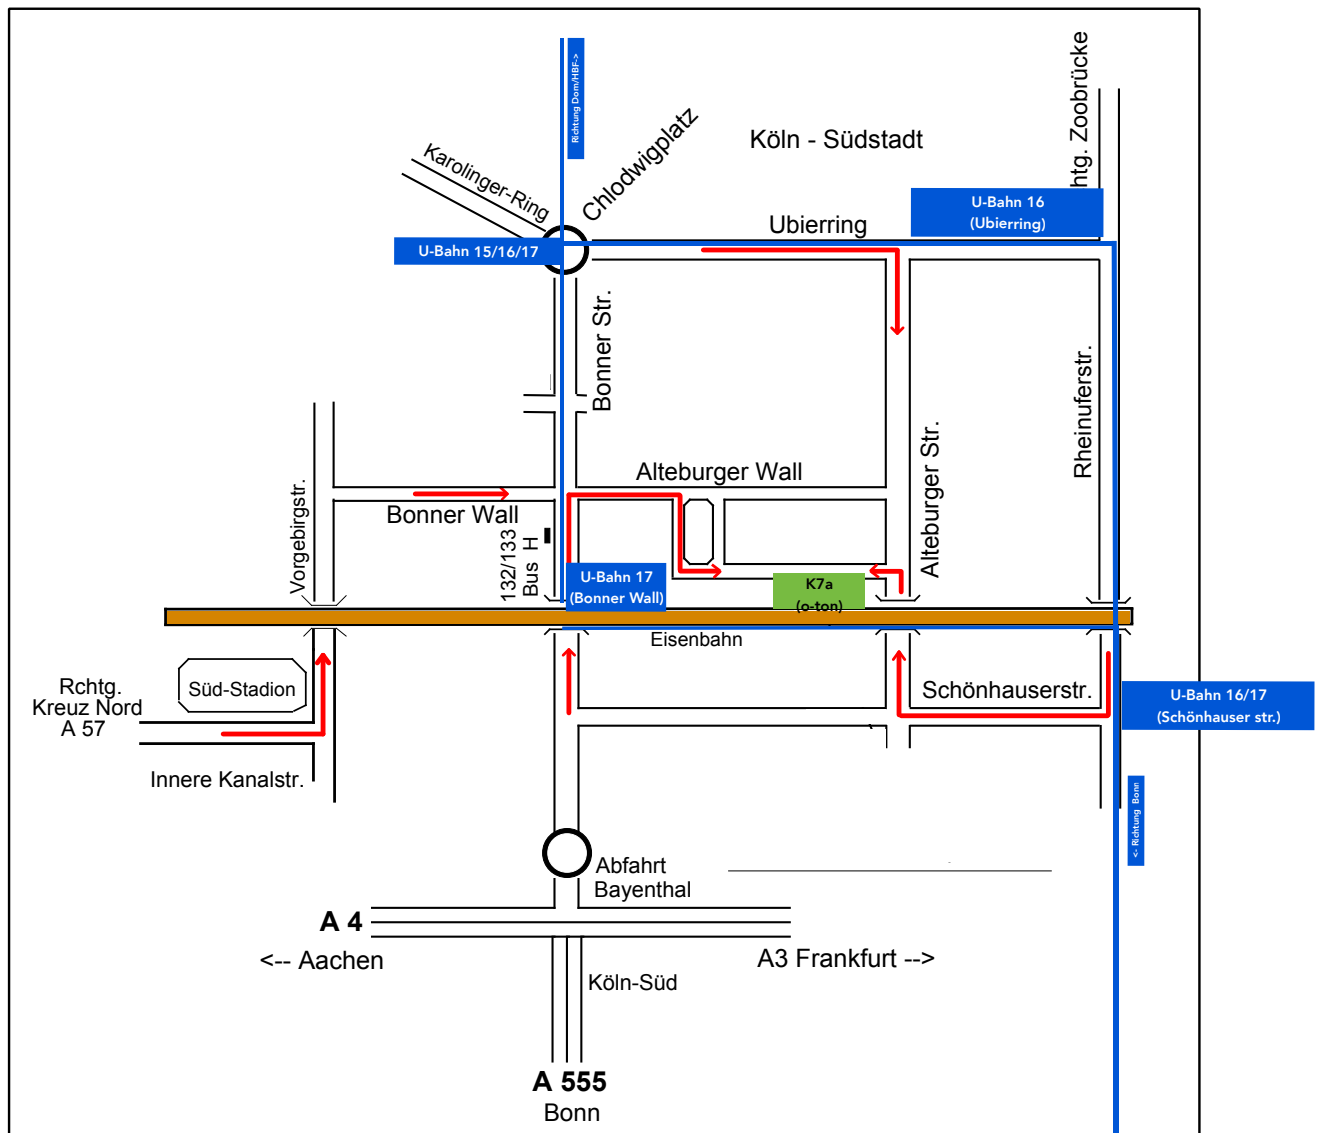 Richtung Dom/HBF->
Köln - Südstadt
htg. Zoobrücke
Karolinger-Ring
Chlodwigplatz
U-Bahn 16
(Ubierring)
Ubierring
U-Bahn 15/16/17
Bonner Str.
Rheinuferstr.
Alteburger Str.
Alteburger Wall
Bonner Wall
Vorgebirgstr.
132/133
Bus H
U-Bahn 17
(Bonner Wall)
K7a
(o-ton)
Eisenbahn
Süd-Stadion
Rchtg.
Kreuz Nord
A 57
Innere Kanalstr.
Schönhauserstr.
U-Bahn 16/17
(Schönhauser str.)
<- Richtung Bonn
Abfahrt
Bayenthal
A 4
<-- Aachen
A3 Frankfurt -->
Köln-Süd
A 555
Bonn